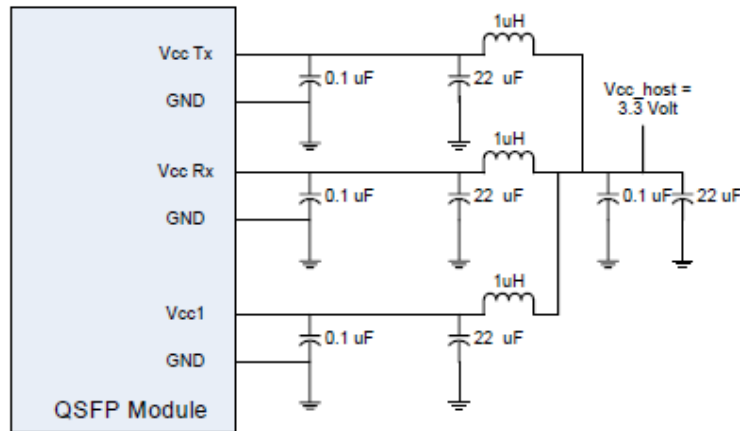 1uH
Vcc Tx
0.1 uF
22 uF
GND
Vcc_host =
3.3 Volt
1uH
Vcc Rx
0.1 uF
22 uF
0.1 uF
22 uF
GND
1uH
Vcc1
0.1 uF
22 uF
GND
QSFP Module